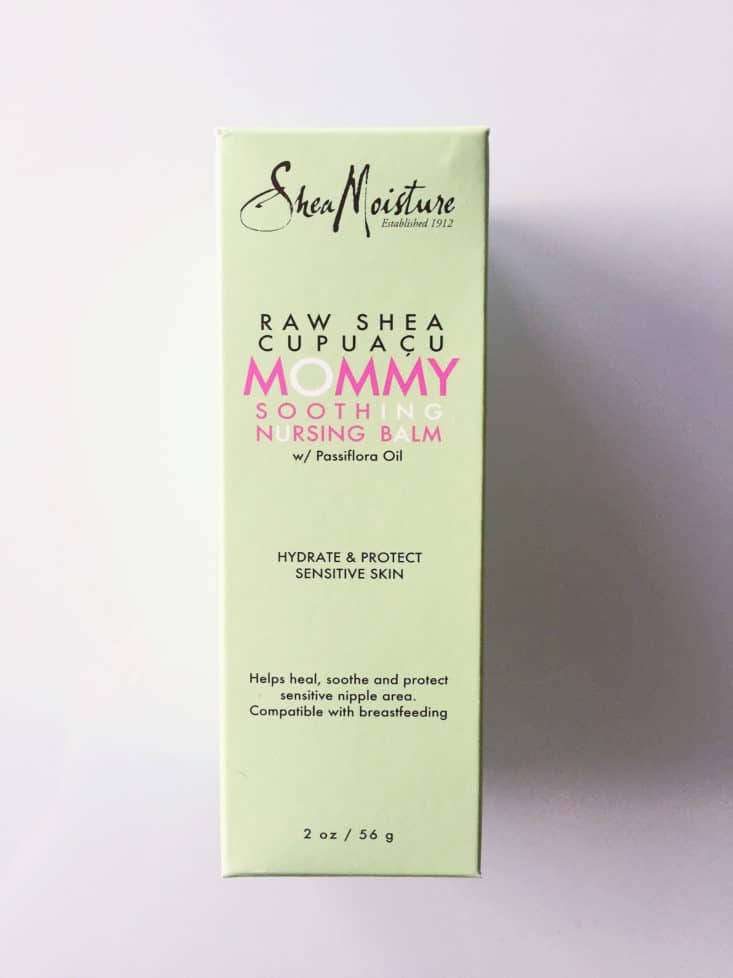 SheaMoisture
Established 1912
RAW SHEA
CUPUAÇU
MOMMY
SOOTHING
NURSING BALM
w/ Passiflora Oil
HYDRATE & PROTECT
SENSITIVE SKIN
Helps heal, soothe and protect
sensitive nipple area.
Compatible with breastfeeding
2 oz / 56 g